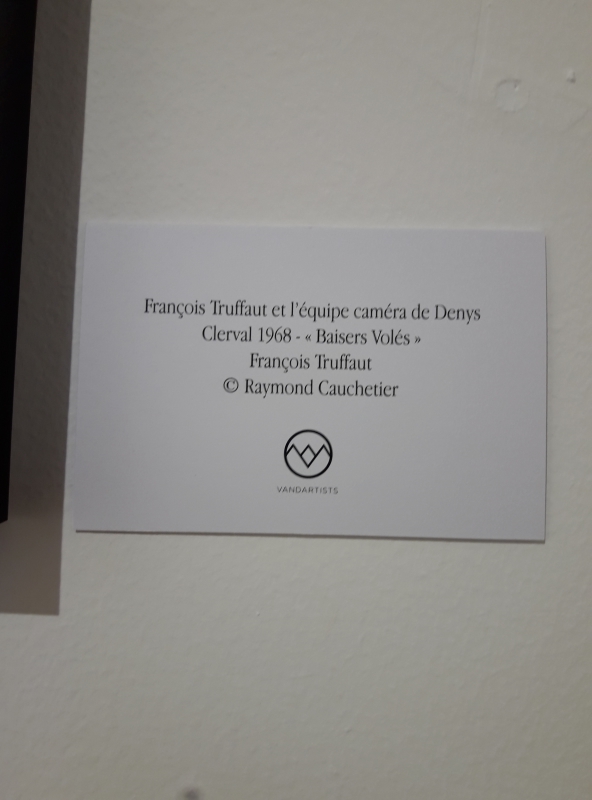 François Truffaut et l'équipe caméra de Denys
Clerval 1968 - « Baisers Volés »
François Truffaut
© Raymond Cauchetier
VANDARTISTS